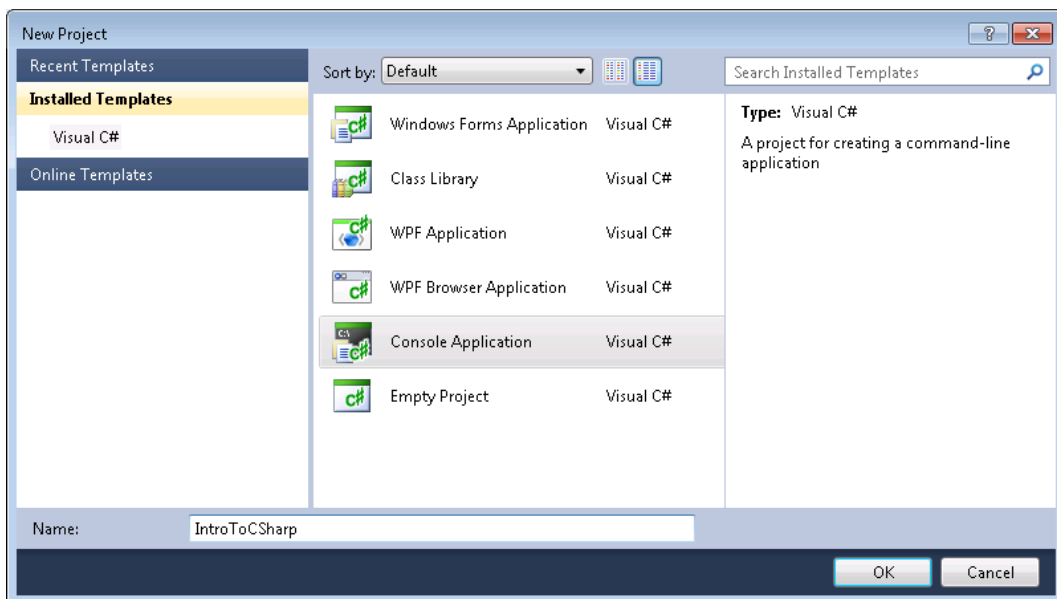 New Project
Recent Templates
Installed Templates
Visual C#
Online Templates
Sort by: Default
Search Installed Templates
Windows Forms Application Visual C#
Class Library Visual C#
WPF Application Visual C#
WPF Browser Application Visual C#
Console Application Visual C#
Empty Project Visual C#
Type: Visual C#
A project for creating a command-line
application
Name: IntroToCSharp
OK Cancel